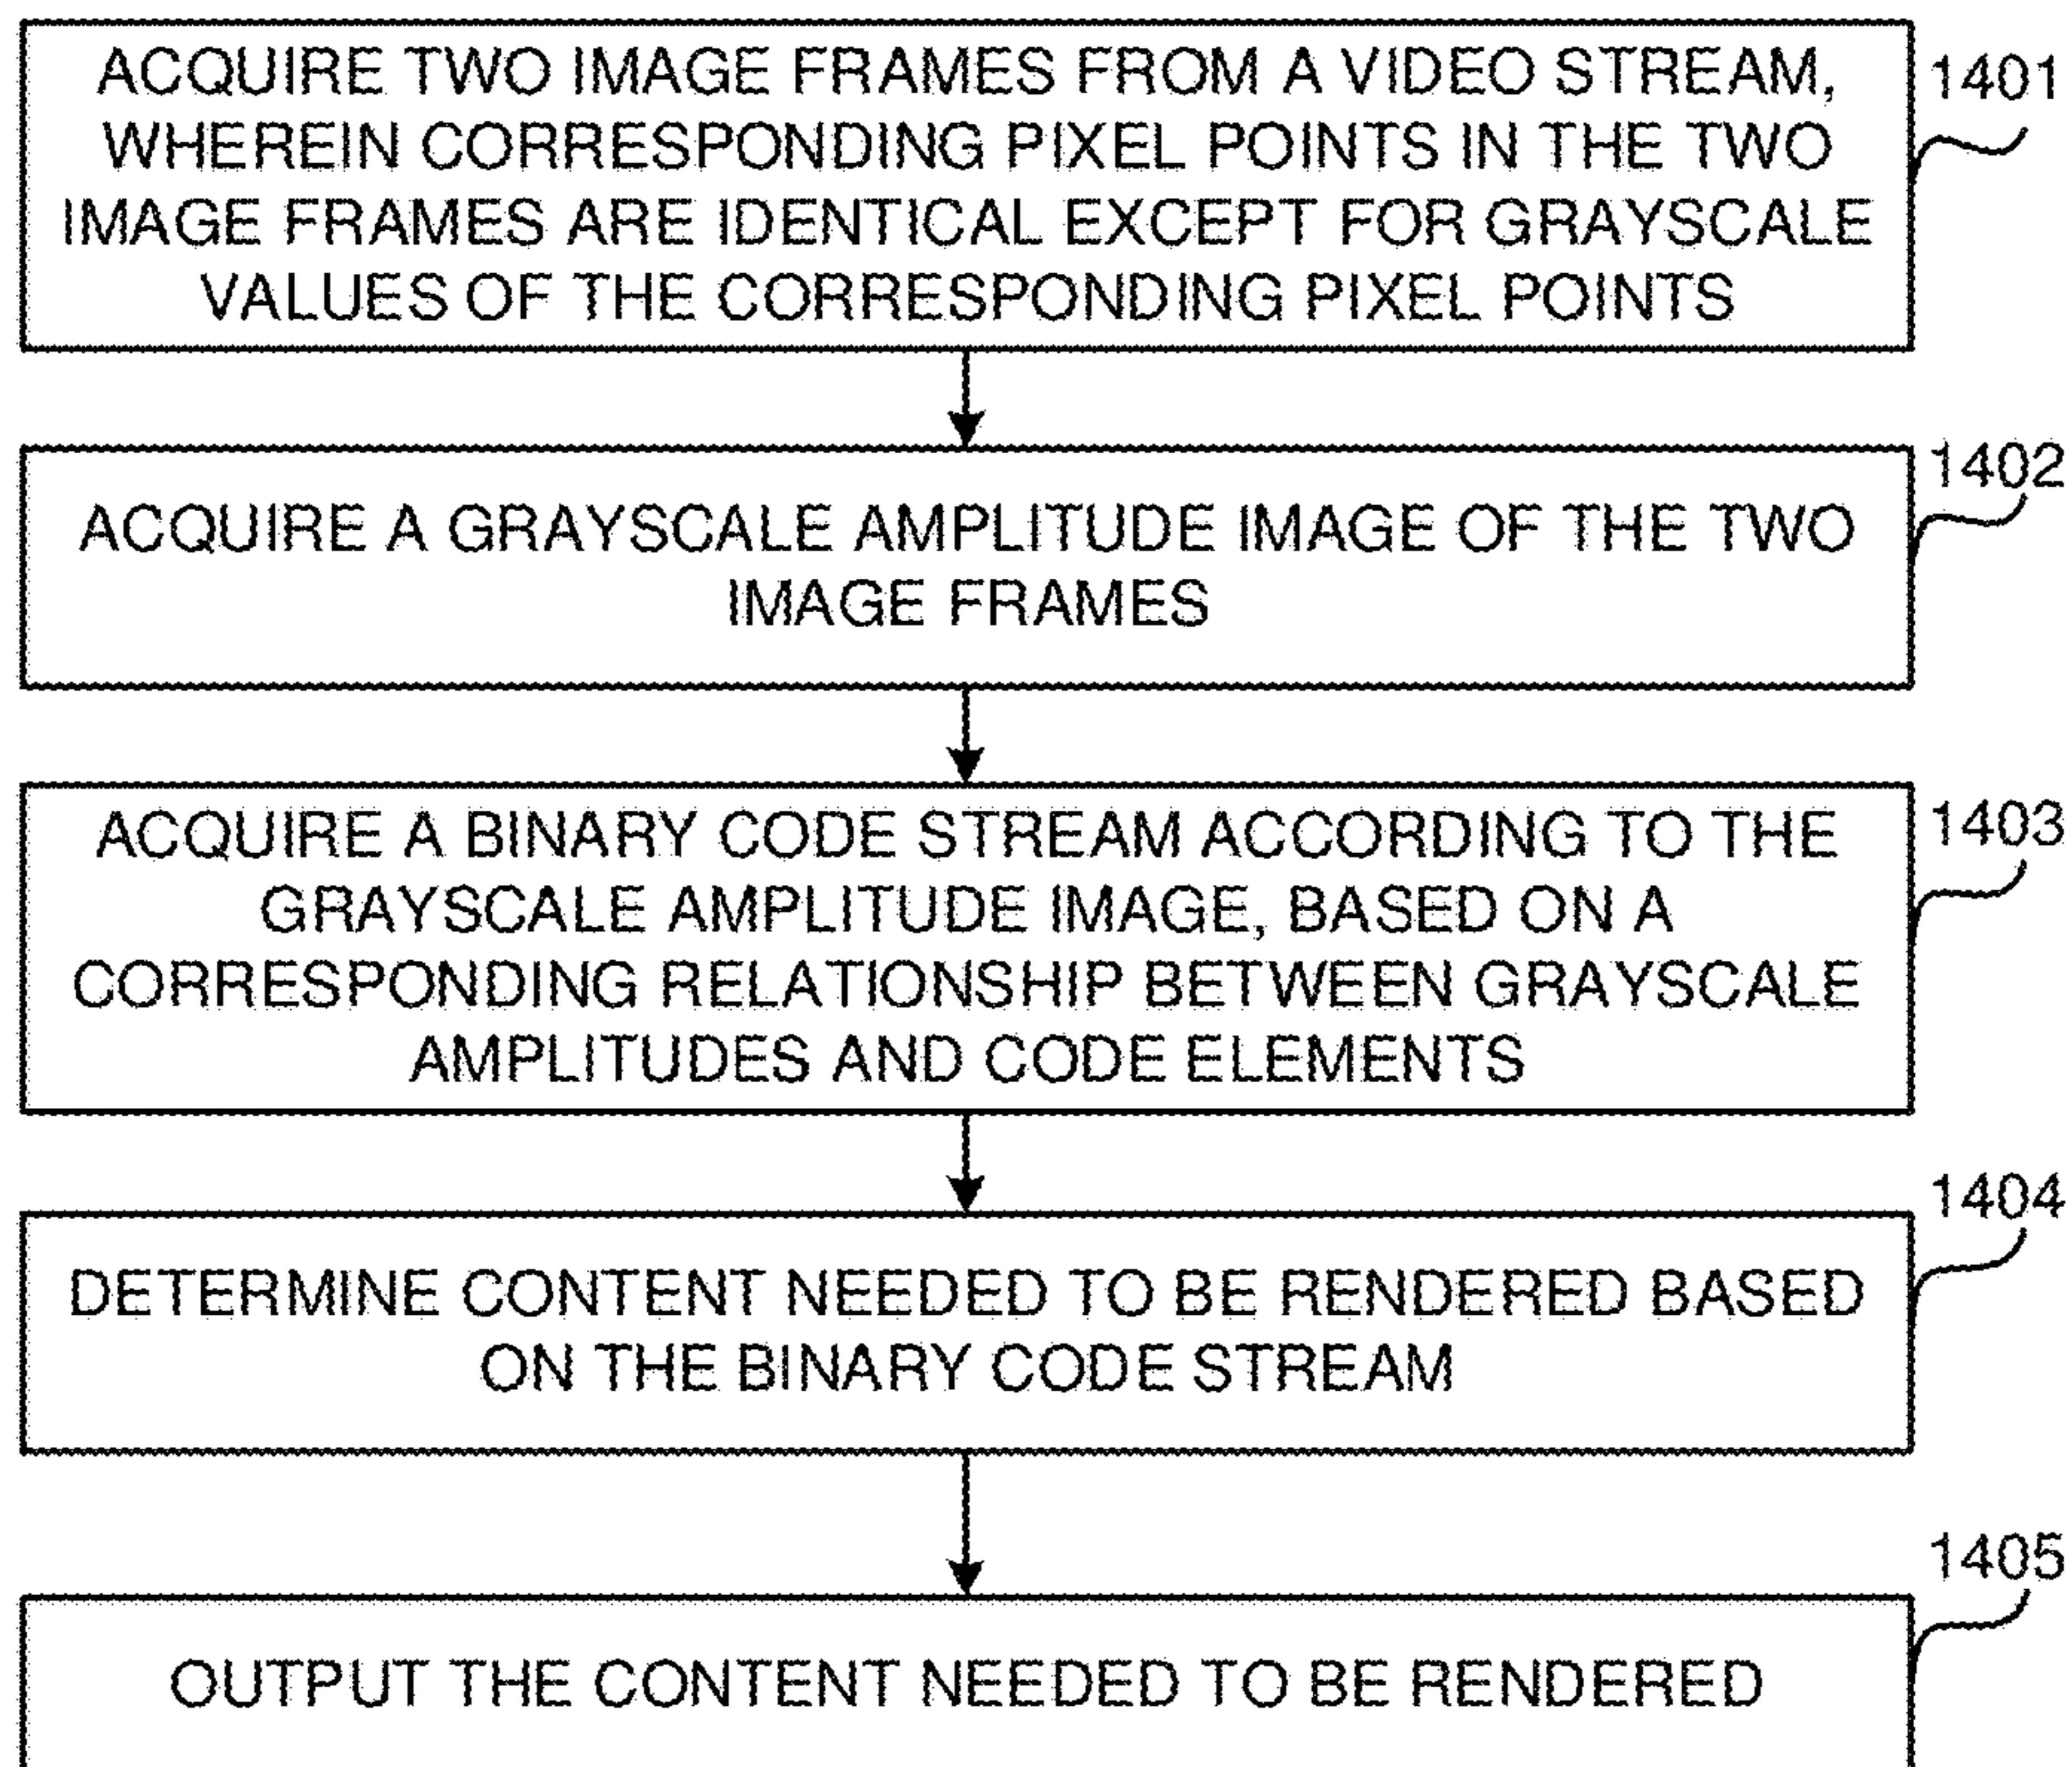 ACQUIRE TWO IMAGE FRAMES FROM A VIDEO STREAM,
WHEREIN CORRESPONDING PIXEL POINTS IN THE TWO
IMAGE FRAMES ARE IDENTICAL EXCEPT FOR GRAYSCALE
VALUES OF THE CORRESPONDING PIXEL POINTS
1401
ACQUIRE A GRAYSCALE AMPLITUDE IMAGE OF THE TWO
IMAGE FRAMES
1402
ACQUIRE A BINARY CODE STREAM ACCORDING TO THE
GRAYSCALE AMPLITUDE IMAGE, BASED ON A
CORRESPONDING RELATIONSHIP BETWEEN GRAYSCALE
AMPLITUDES AND CODE ELEMENTS
1403
DETERMINE CONTENT NEEDED TO BE RENDERED BASED
ON THE BINARY CODE STREAM
1404
OUTPUT THE CONTENT NEEDED TO BE RENDERED
1405